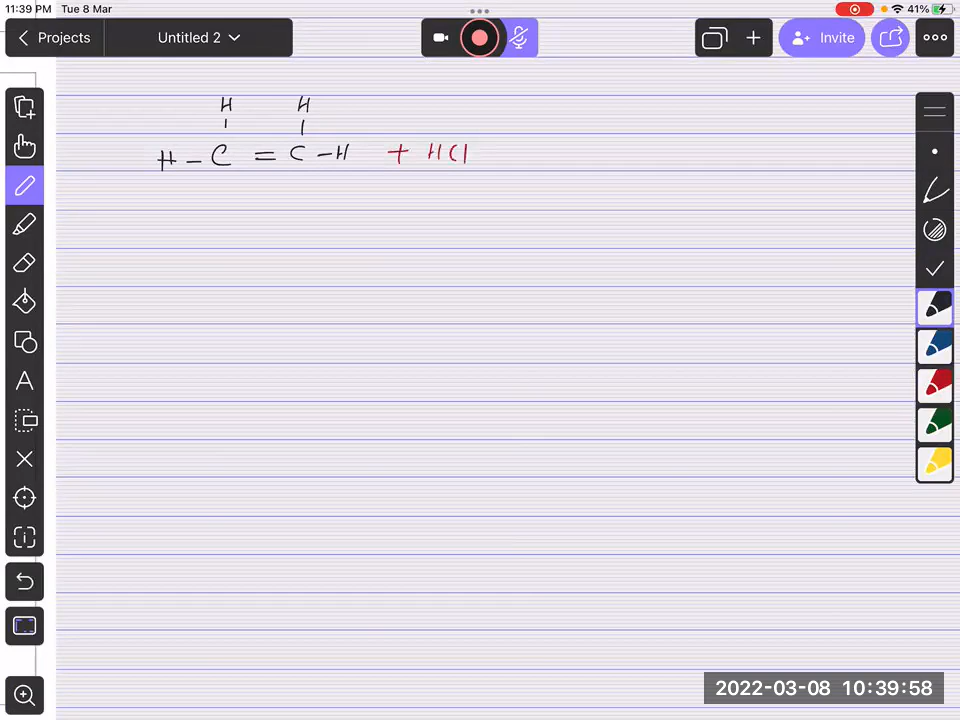 11:39 PM Tue 8 Mar 41%
Projects Untitled 2 Invite
H H
H - C = C - H + HCl
A
2022-03-08 10:39:58